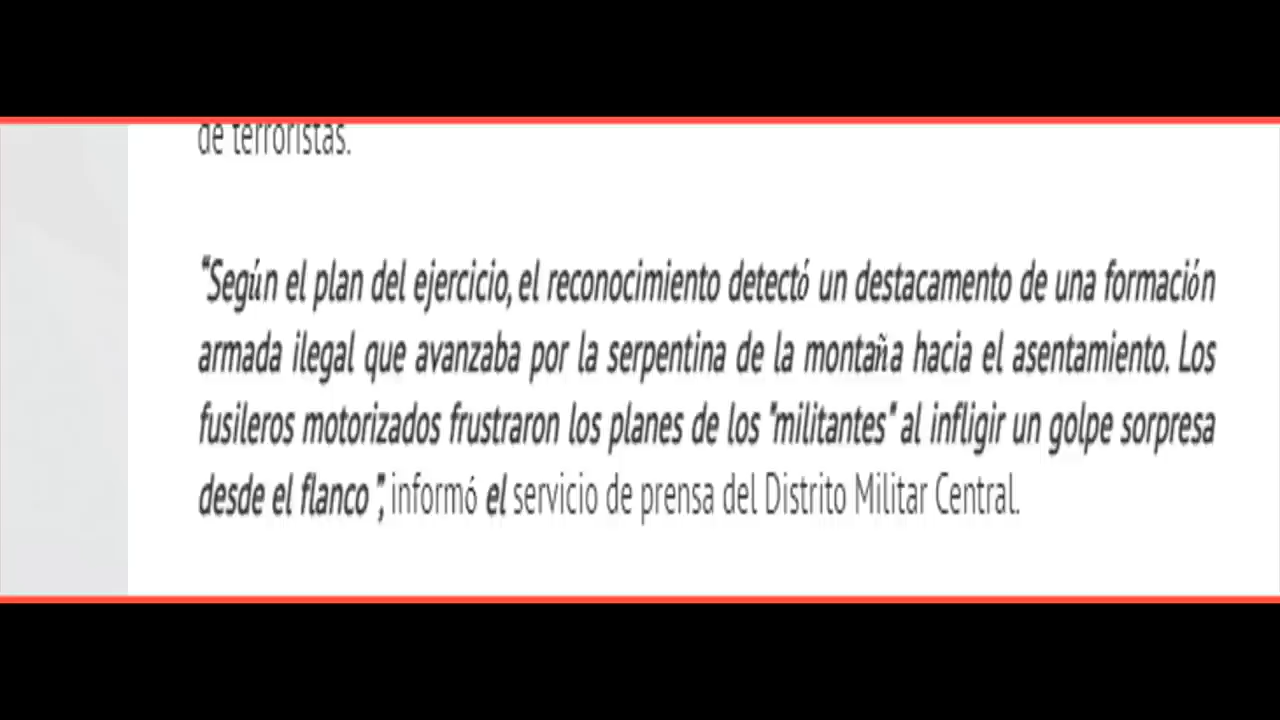 de terroristas.
"Según el plan del ejercicio, el reconocimiento detectó un destacamento de una formación
armada ilegal que avanzaba por la serpentina de la montaña hacia el asentamiento. Los
fusileros motorizados frustraron los planes de los "militantes" al infligir un golpe sorpresa
desde el flanco ", informó el servicio de prensa del Distrito Militar Central.